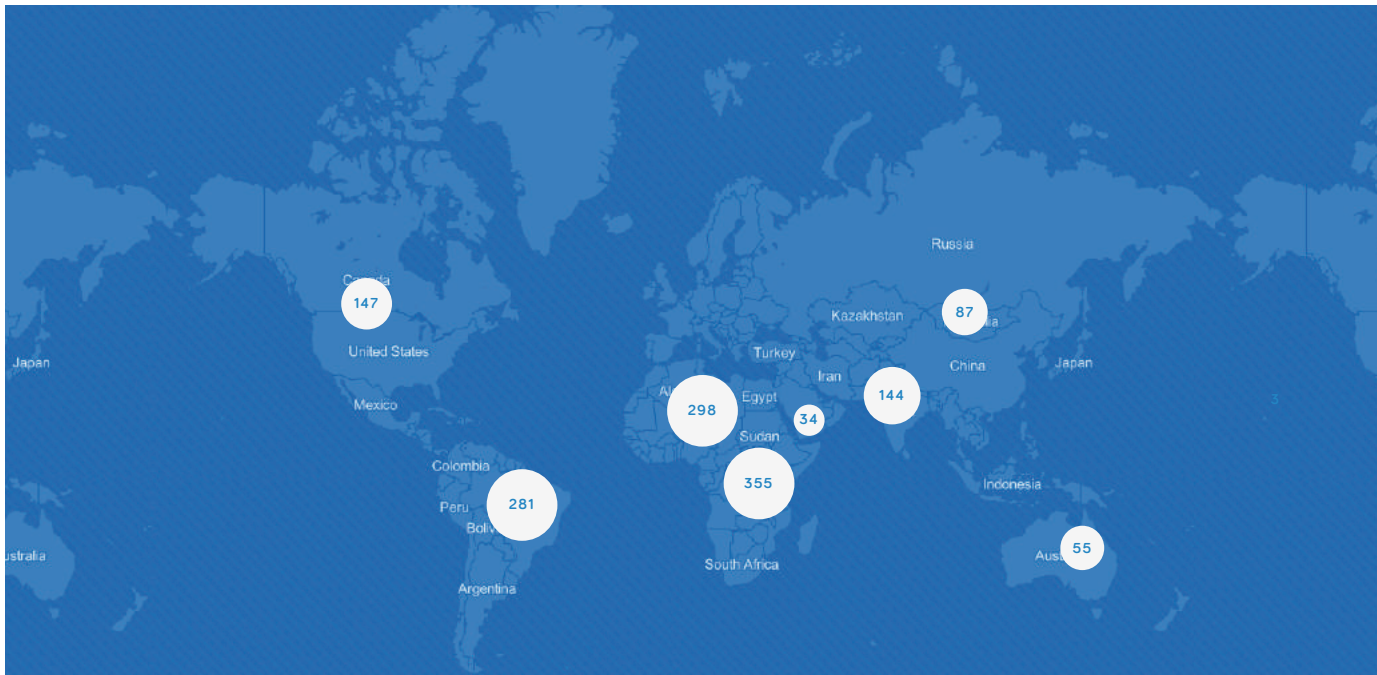 Russia
Canada
147
87
Kazakhstan
United States
Turkey
Japan
China
Japan
Iran
144
Egypt
3
Mexico
298
34
Sudan
Colombia
355
Indonesia
281
Peru
55
ustralia
South Africa
Argentina